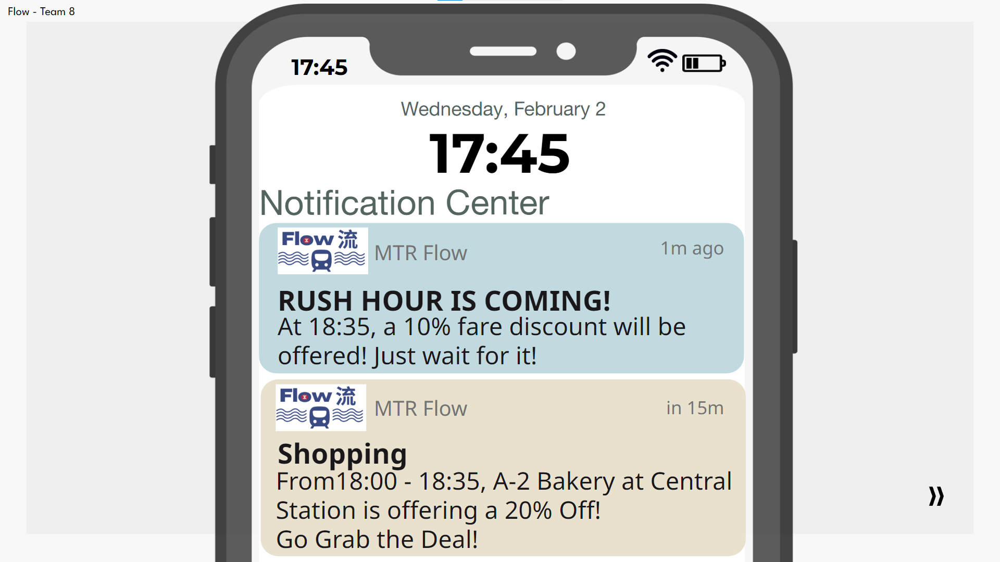 Flow - Team 8
17:45
Wednesday, February 2
17:45
Notification Center
Flow 流
MTR Flow
1m ago
RUSH HOUR IS COMING!
At 18:35, a 10% fare discount will be
offered! Just wait for it!
Flow 流
MTR Flow
in 15m
Shopping
From18:00 - 18:35, A-2 Bakery at Central
Station is offering a 20% Off!
Go Grab the Deal!